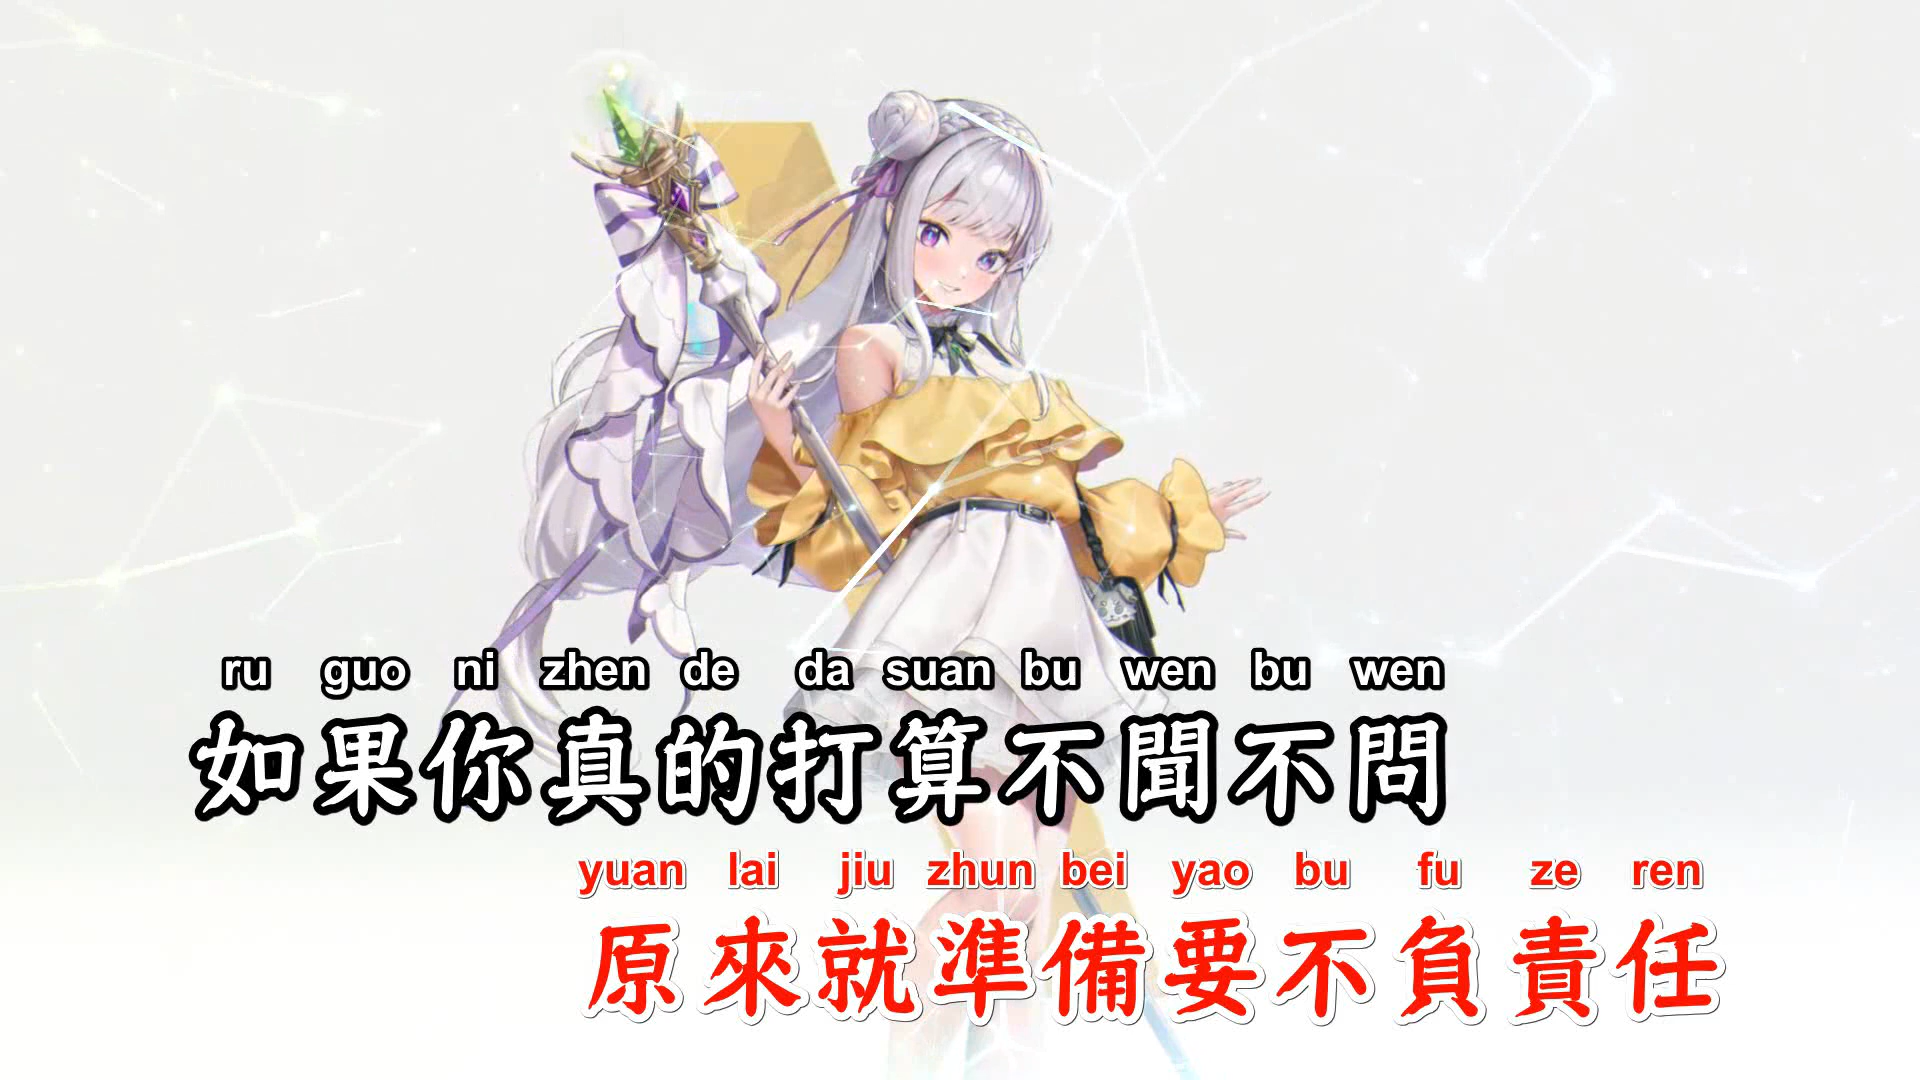 ru guo ni zhen de da suan bu wen bu wen
如果你真的打算不聞不問
yuan lai jiu zhun bei yao bu fu ze ren
原來就準備要不負責任